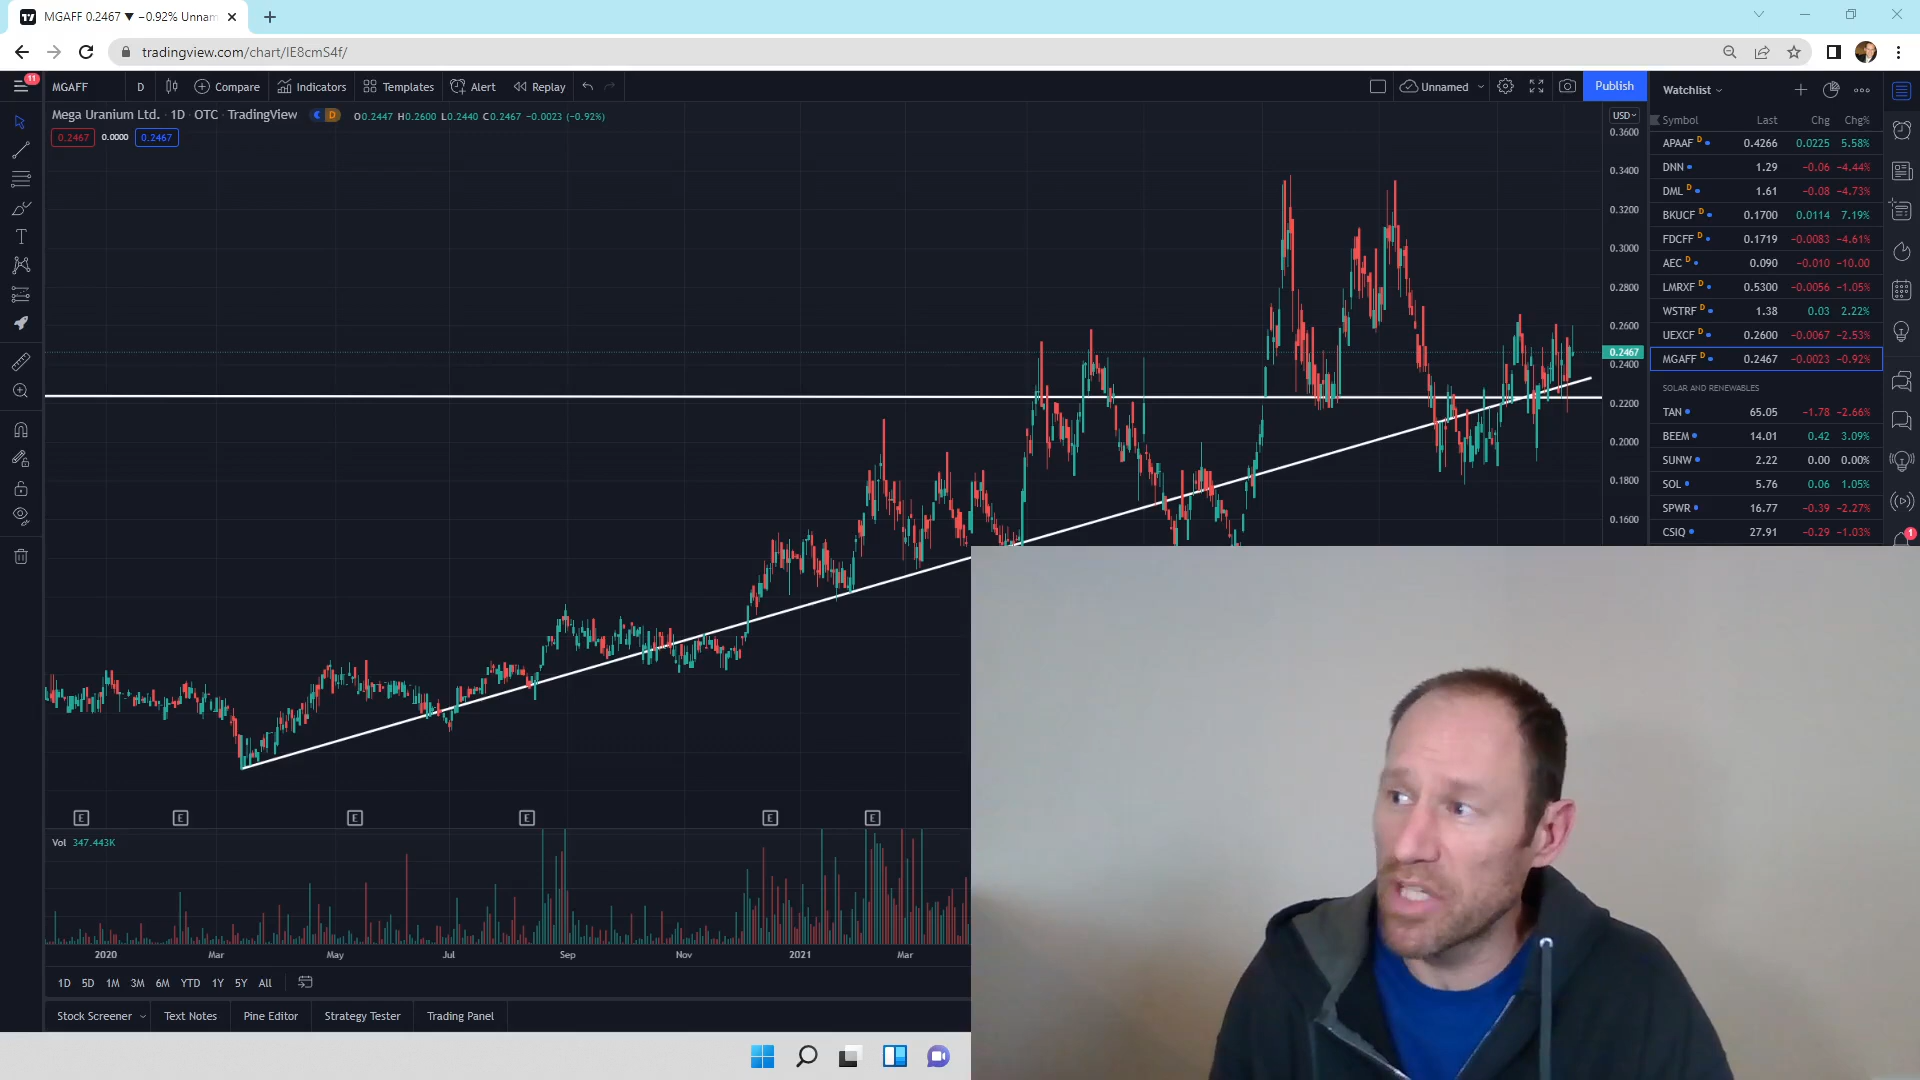 MGAFF 0.2467 ▼ −0.92% Unnam
tradingview.com/chart/IE8cmS4f/
11
MGAFF D Compare Indicators Templates Alert Replay Unnamed Publish
Mega Uranium Ltd. · 1D · OTC · TradingView D O0.2447 H0.2600 L0.2440 C0.2467 −0.0023 (−0.92%)
0.2467 0.0000 0.2467
USD
0.3600
0.3400
0.3200
0.3000
0.2800
0.2600
0.2467
0.2400
0.2200
0.2000
0.1800
0.1600
Watchlist
Symbol Last Chg Chg%
APAAF D 0.4266 0.0225 5.58%
DNN 1.29 −0.06 −4.44%
DML D 1.61 −0.08 −4.73%
BKUCF D 0.1700 0.0114 7.19%
FDCFF D 0.1719 −0.0083 −4.61%
AEC D 0.090 −0.010 −10.00
LMRXF D 0.5300 −0.0056 −1.05%
WSTRF D 1.38 0.03 2.22%
UEXCF D 0.2600 −0.0067 −2.53%
MGAFF D 0.2467 −0.0023 −0.92%
SOLAR AND RENEWABLES
TAN 65.05 −1.78 −2.66%
BEEM 14.01 0.42 3.09%
SUNW 2.22 0.00 0.00%
SOL 5.76 0.06 1.05%
SPWR 16.77 −0.39 −2.27%
CSIQ 27.91 −0.29 −1.03%
1
E E E E E E
Vol 347.443K
2020 Mar May Jul Sep Nov 2021 Mar
1D 5D 1M 3M 6M YTD 1Y 5Y All
Stock Screener Text Notes Pine Editor Strategy Tester Trading Panel